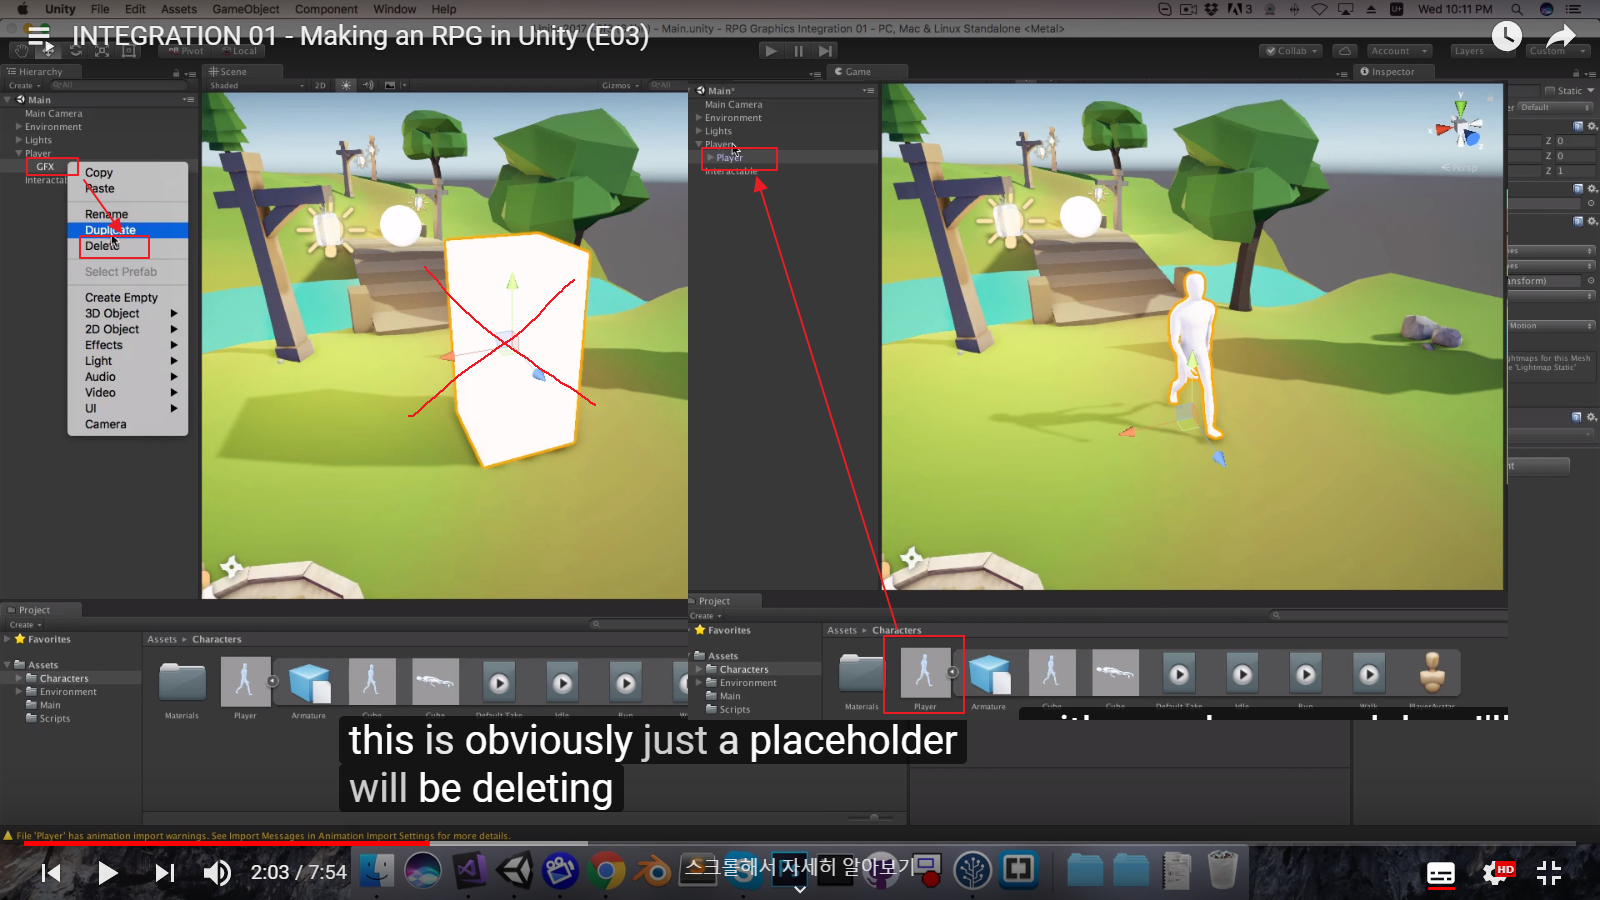 Unity File Edit Assets GameObject Component Window Help
3
Wed 10:11 PM
INTEGRATION 01 - Making an RPG in Unity (E03)
Main.unity - RPG Graphics Integration 01 - PC, Mac & Linux Standalone <Metal>
Pivot Local
Collab Account Layers Custom
Hierarchy
Scene
Game
Inspector
Create
All
Shaded
2D
Gizmos
All
Main
Main Camera
Environment
Lights
Player
GFX
Copy
Paste
Rename
Duplicate
Delete
Select Prefab
Create Empty
3D Object
2D Object
Effects
Light
Audio
Video
UI
Camera
Main*
Main Camera
Environment
Lights
Player
Player
Interactable
y
x
z
Persp
Static
Default
Z 0
Z 0
Z 1
ansform)
Motion
ghtmaps for this Mesh
e 'Lightmap Static'
Project
Create
Favorites
Assets
Characters
Environment
Main
Scripts
Assets ▸ Characters
Materials
Player
Armature
Cube
Cube
Default Take
Idle
Run
Project
Create
Favorites
Assets
Characters
Environment
Main
Scripts
Assets ▸ Characters
Materials
Player
Armature
Cube
Cube
Default Take
Idle
Run
Walk
PlayerAvatar
this is obviously just a placeholder
will be deleting
File 'Player' has animation import warnings. See Import Messages in Animation Import Settings for more details.
2:03 / 7:54
스크롤해서 자세히 알아보기
HD